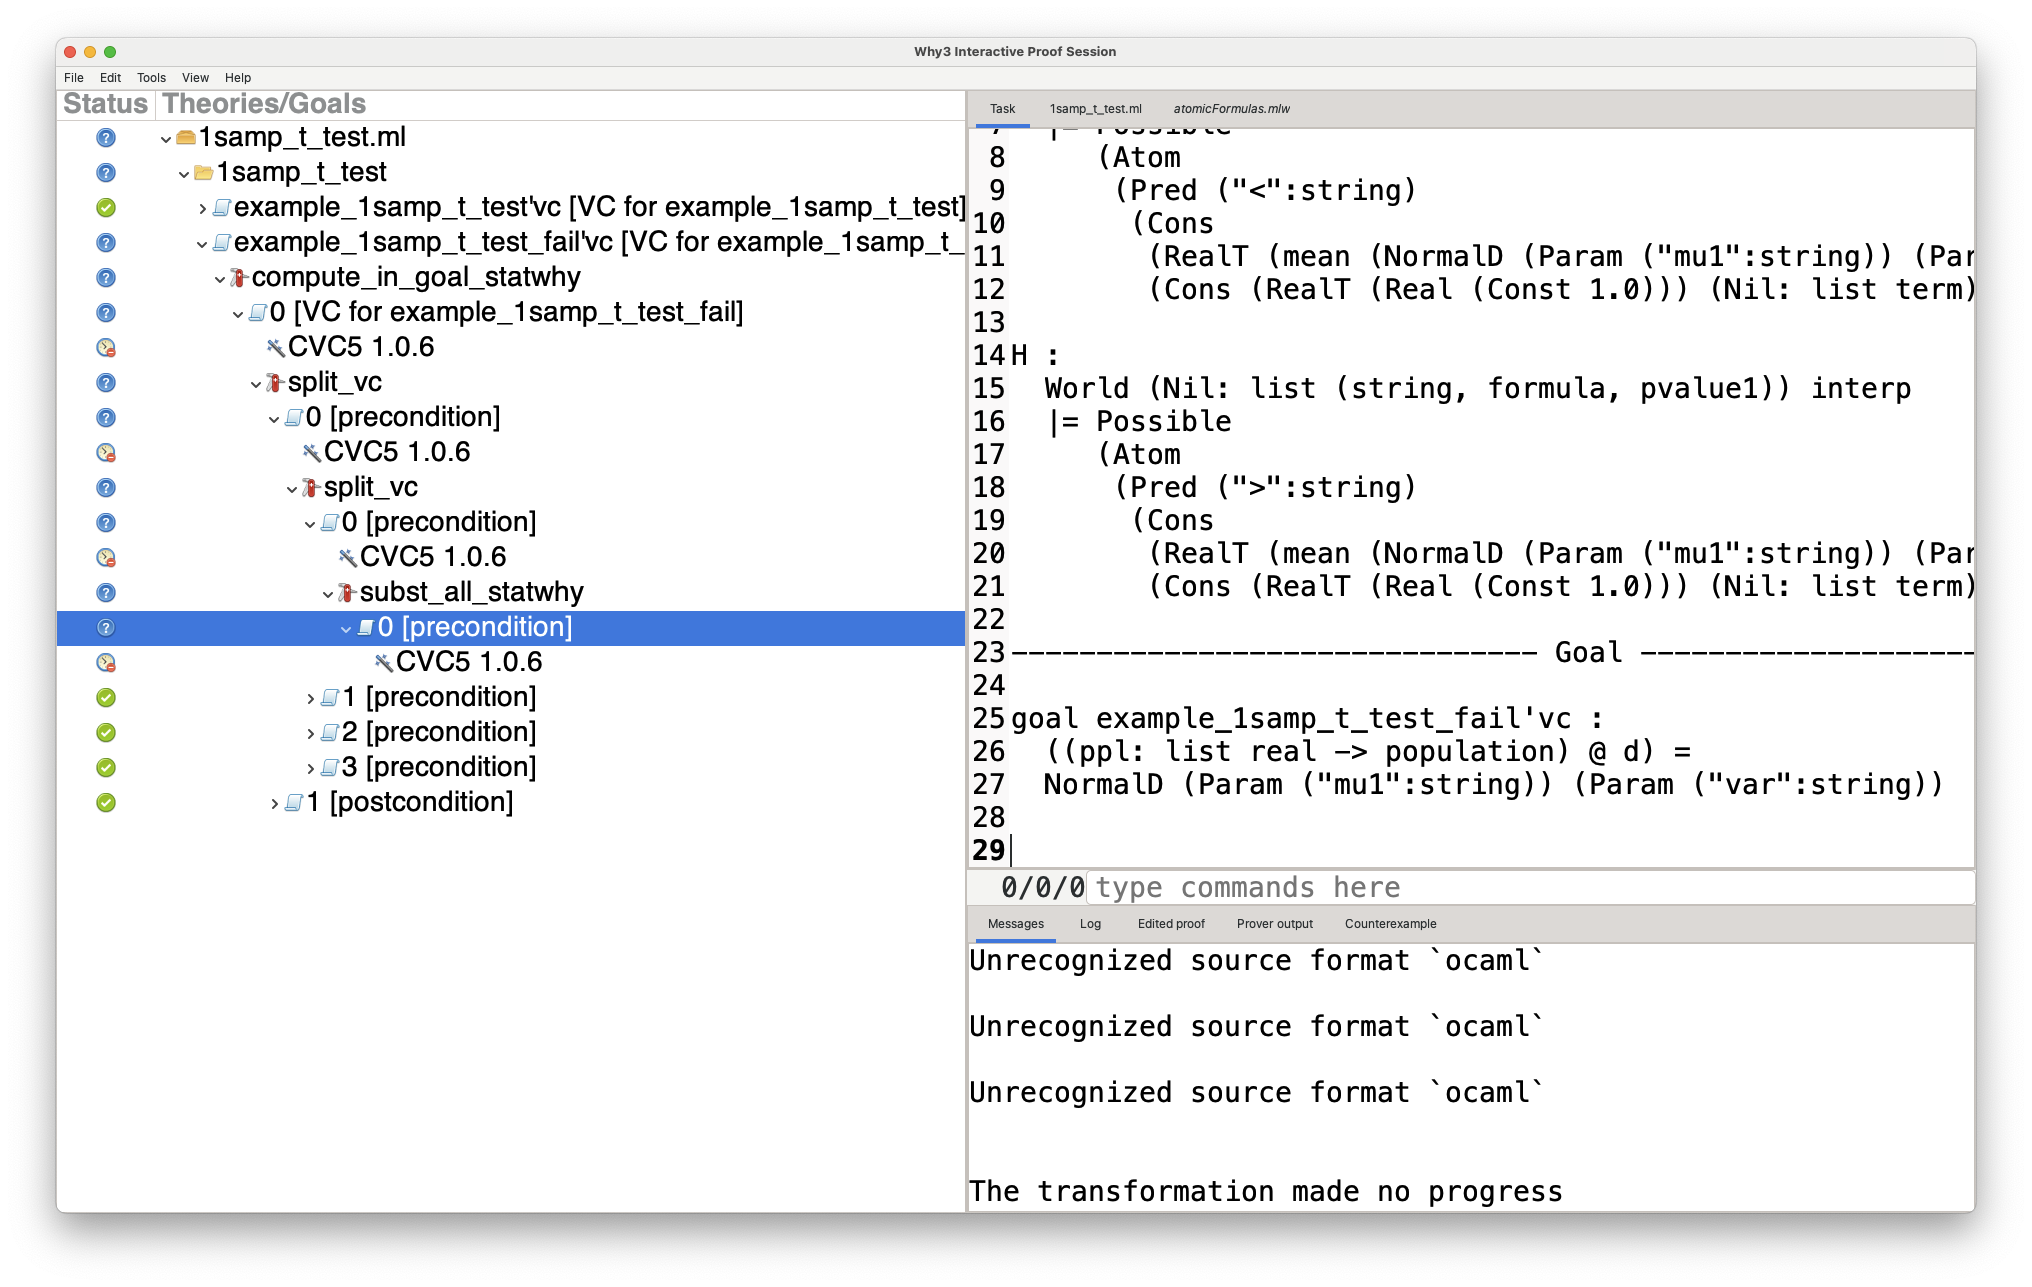 Why3 Interactive Proof Session
File Edit Tools View Help
Status Theories/Goals
1samp_t_test.ml
1samp_t_test
example_1samp_t_test'vc [VC for example_1samp_t_test]
example_1samp_t_test_fail'vc [VC for example_1samp_t_
compute_in_goal_statwhy
0 [VC for example_1samp_t_test_fail]
CVC5 1.0.6
split_vc
0 [precondition]
CVC5 1.0.6
split_vc
0 [precondition]
CVC5 1.0.6
subst_all_statwhy
0 [precondition]
CVC5 1.0.6
1 [precondition]
2 [precondition]
3 [precondition]
1 [postcondition]
Task 1samp_t_test.ml atomicFormulas.mlw
7 |= Possible
8 (Atom
9 (Pred ("<":string)
10 (Cons
11 (RealT (mean (NormalD (Param ("mu1":string)) (Par
12 (Cons (RealT (Real (Const 1.0))) (Nil: list term)
13
14 H :
15 World (Nil: list (string, formula, pvalue1)) interp
16 |= Possible
17 (Atom
18 (Pred (">":string)
19 (Cons
20 (RealT (mean (NormalD (Param ("mu1":string)) (Par
21 (Cons (RealT (Real (Const 1.0))) (Nil: list term)
22
23 ------------------------------- Goal --------------------
24
25 goal example_1samp_t_test_fail'vc :
26 ((ppl: list real -> population) @ d) =
27 NormalD (Param ("mu1":string)) (Param ("var":string))
28
29
0/0/0 type commands here
Messages Log Edited proof Prover output Counterexample
Unrecognized source format `ocaml`
Unrecognized source format `ocaml`
Unrecognized source format `ocaml`
The transformation made no progress